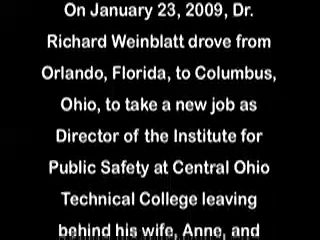 On January 23, 2009, Dr.
Richard Weinblatt drove from
Orlando, Florida, to Columbus,
Ohio, to take a new job as
Director of the Institute for
Public Safety at Central Ohio
Technical College leaving
behind his wife, Anne, and